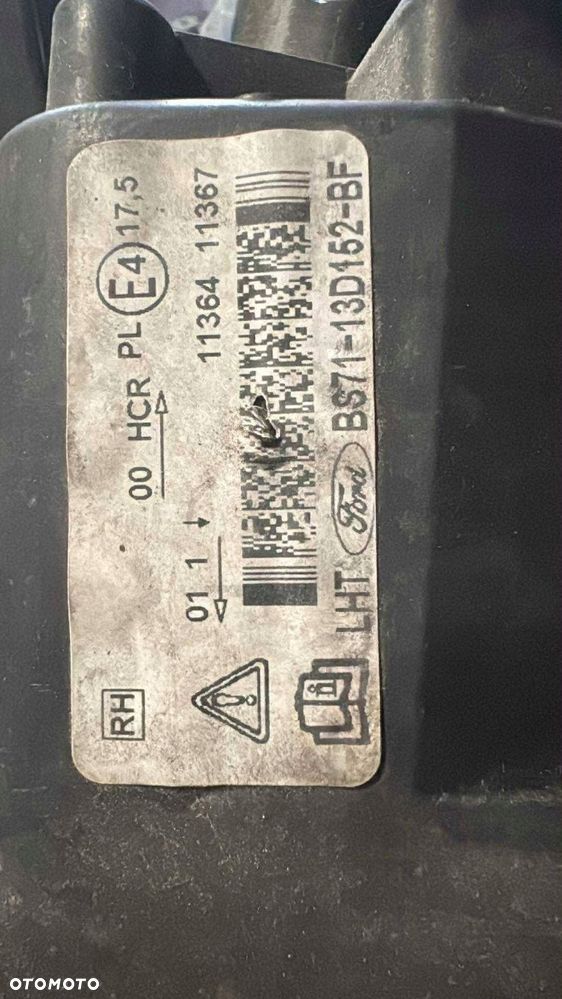 RH
00 HCR PL E4 17,5
01 1
11364 11367
LHT Ford BS71-13D152-BF
OTOMOTO